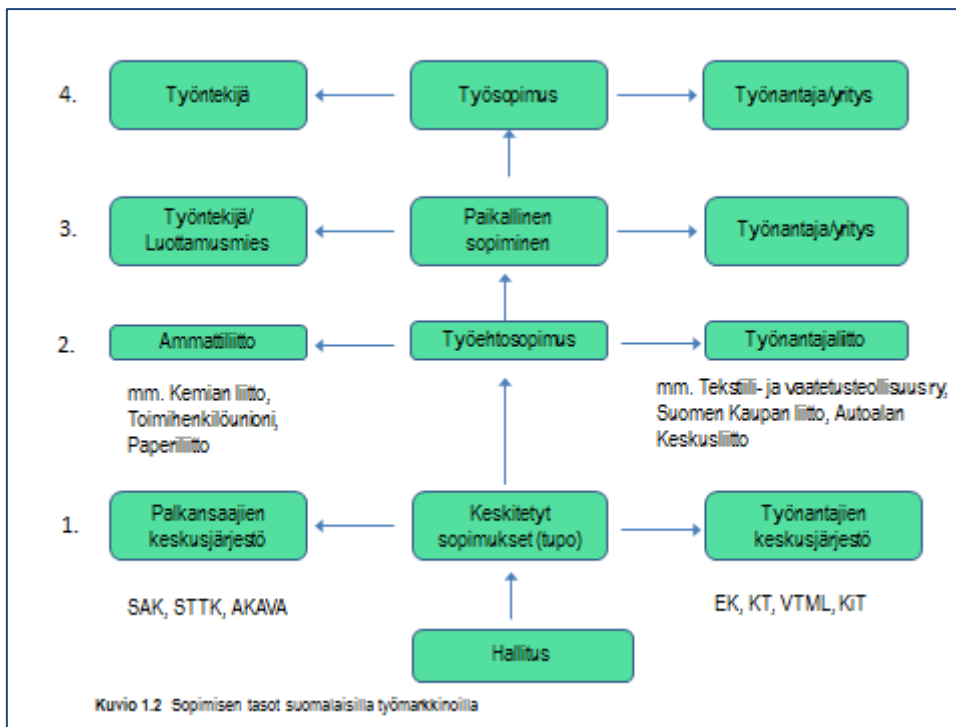 4.
Työntekijä
Työsopimus
Työnantaja/yritys
3.
Työntekijä/
Luottamusmies
Paikallinen
sopiminen
Työnantaja/yritys
2.
Ammattiliitto
Työehtosopimus
Työnantajaliitto
mm. Kemian liitto,
Toimihenkilöunioni,
Paperiliitto
mm. Tekstiili- ja vaatetusteollisuus ry,
Suomen Kaupan liitto, Autoalan
Keskusliitto
1.
Palkansaajien
keskusjärjestö
Keskitetyt
sopimukset (tupo)
Työnantajien
keskusjärjestö
SAK, STTK, AKAVA
EK, KT, VTML, KiT
Hallitus
Kuvio 1.2 Sopimisen tasot suomalaisilla työmarkkinoilla